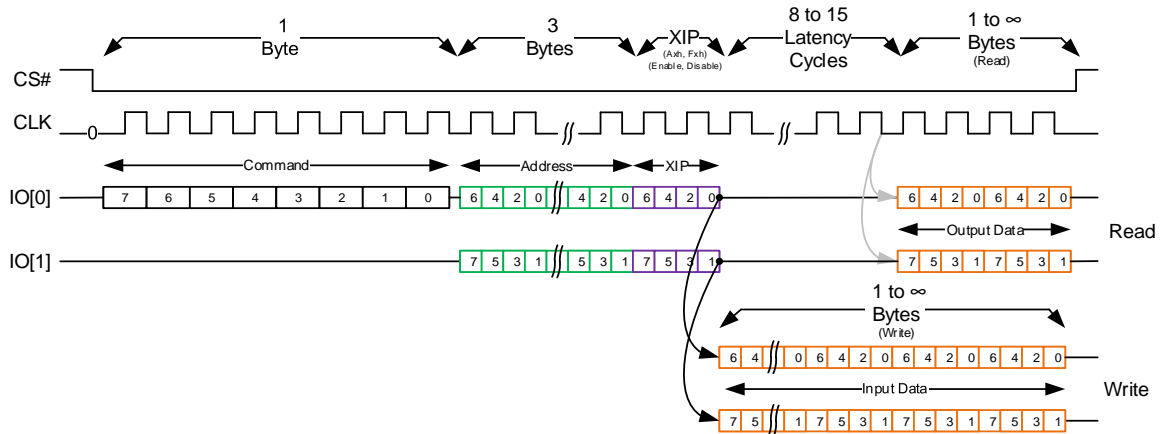 1
Byte
3
Bytes
XIP
(Axh, Fxh)
(Enable, Disable)
8 to 15
Latency
Cycles
1 to ∞
Bytes
(Read)
CS#
CLK
0
Command
Address
XIP
IO[0]
7 6 5 4 3 2 1 0
6 4 2 0 4 2 0 6 4 2 0
6 4 2 0 6 4 2 0
Output Data
Read
IO[1]
7 5 3 1 5 3 1 7 5 3 1
7 5 3 1 7 5 3 1
1 to ∞
Bytes
(Write)
6 4 0 6 4 2 0 6 4 2 0 6 4 2 0
Input Data
Write
7 5 1 7 5 3 1 7 5 3 1 7 5 3 1